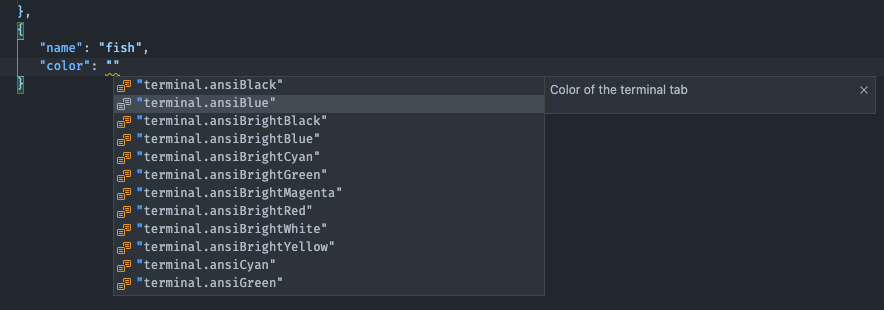 },
{
"name": "fish",
"color": ""
}
"terminal.ansiBlack"
"terminal.ansiBlue"
"terminal.ansiBrightBlack"
"terminal.ansiBrightBlue"
"terminal.ansiBrightCyan"
"terminal.ansiBrightGreen"
"terminal.ansiBrightMagenta"
"terminal.ansiBrightRed"
"terminal.ansiBrightWhite"
"terminal.ansiBrightYellow"
"terminal.ansiCyan"
"terminal.ansiGreen"
Color of the terminal tab